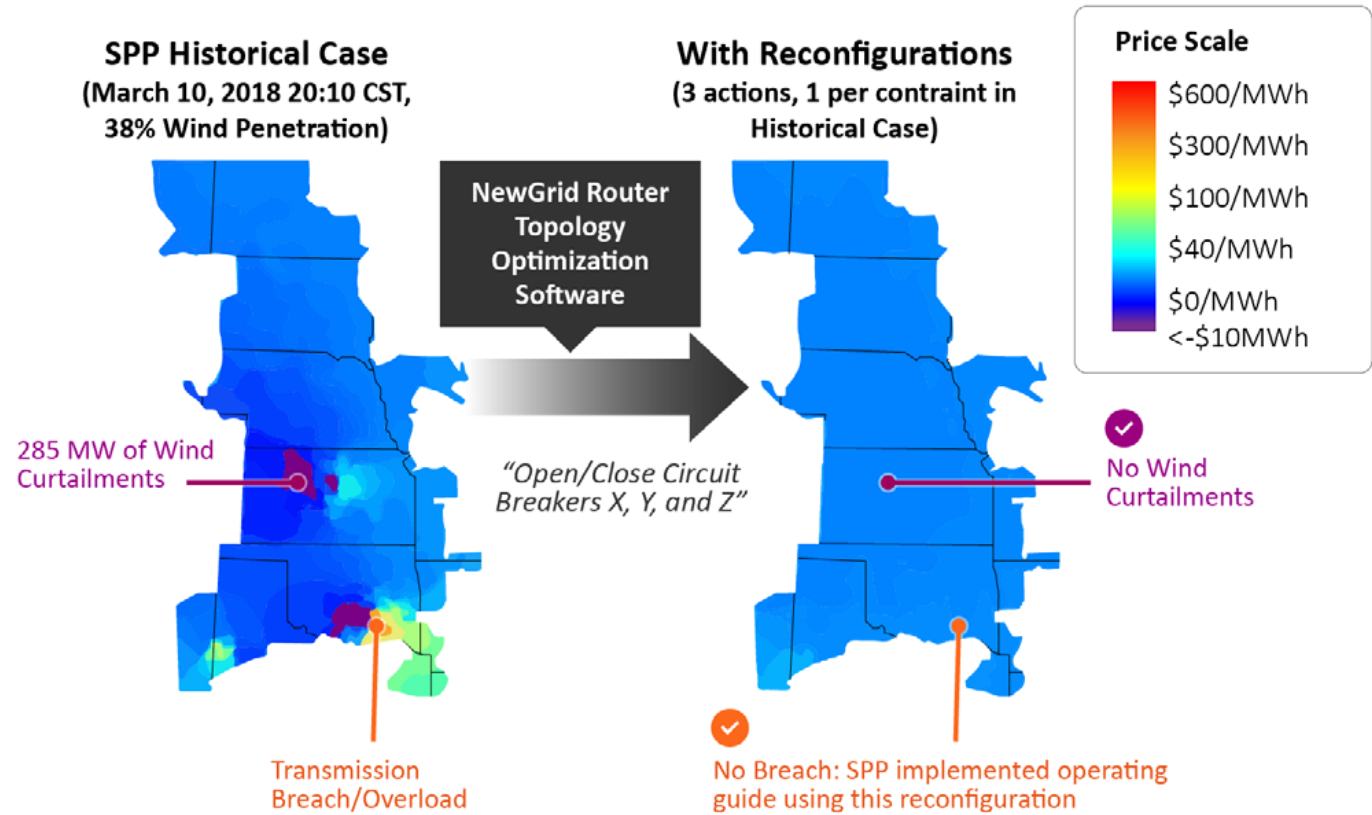 SPP Historical Case
(March 10, 2018 20:10 CST,
38% Wind Penetration)
With Reconfigurations
(3 actions, 1 per contraint in
Historical Case)
Price Scale
$600/MWh
$300/MWh
$100/MWh
$40/MWh
$0/MWh
<-$10MWh
NewGrid Router
Topology
Optimization
Software
285 MW of Wind
Curtailments
“Open/Close Circuit
Breakers X, Y, and Z”
No Wind
Curtailments
Transmission
Breach/Overload
No Breach: SPP implemented operating
guide using this reconfiguration